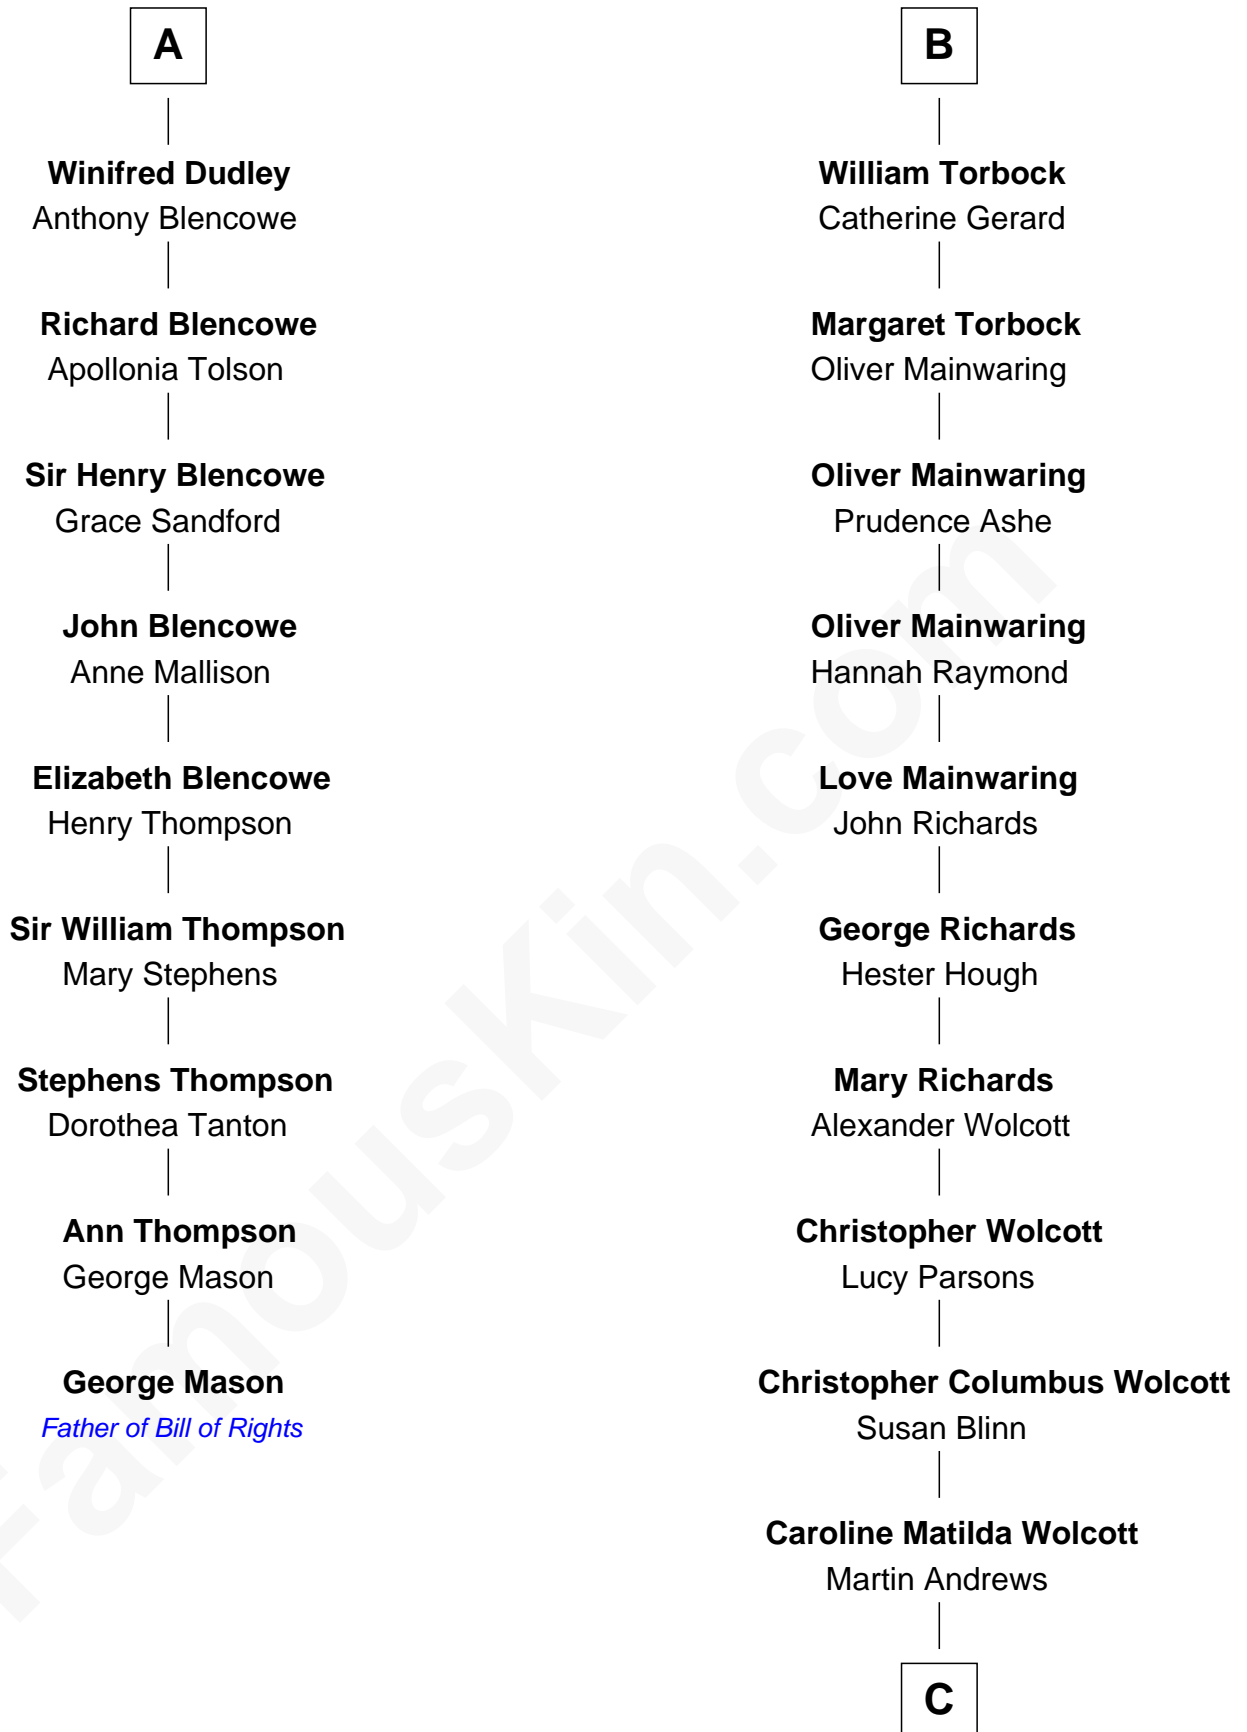 A
Winifred Dudley
Anthony Blencowe
Richard Blencowe
Apollonia Tolson
Sir Henry Blencowe
Grace Sandford
John Blencowe
Anne Mallison
Elizabeth Blencowe
Henry Thompson
Sir William Thompson
Mary Stephens
Stephens Thompson
Dorothea Tanton
Ann Thompson
George Mason
George Mason
Father of Bill of Rights
B
William Torbock
Catherine Gerard
Margaret Torbock
Oliver Mainwaring
Oliver Mainwaring
Prudence Ashe
Oliver Mainwaring
Hannah Raymond
Love Mainwaring
John Richards
George Richards
Hester Hough
Mary Richards
Alexander Wolcott
Christopher Wolcott
Lucy Parsons
Christopher Columbus Wolcott
Susan Blinn
Caroline Matilda Wolcott
Martin Andrews
C
FamousKin.com